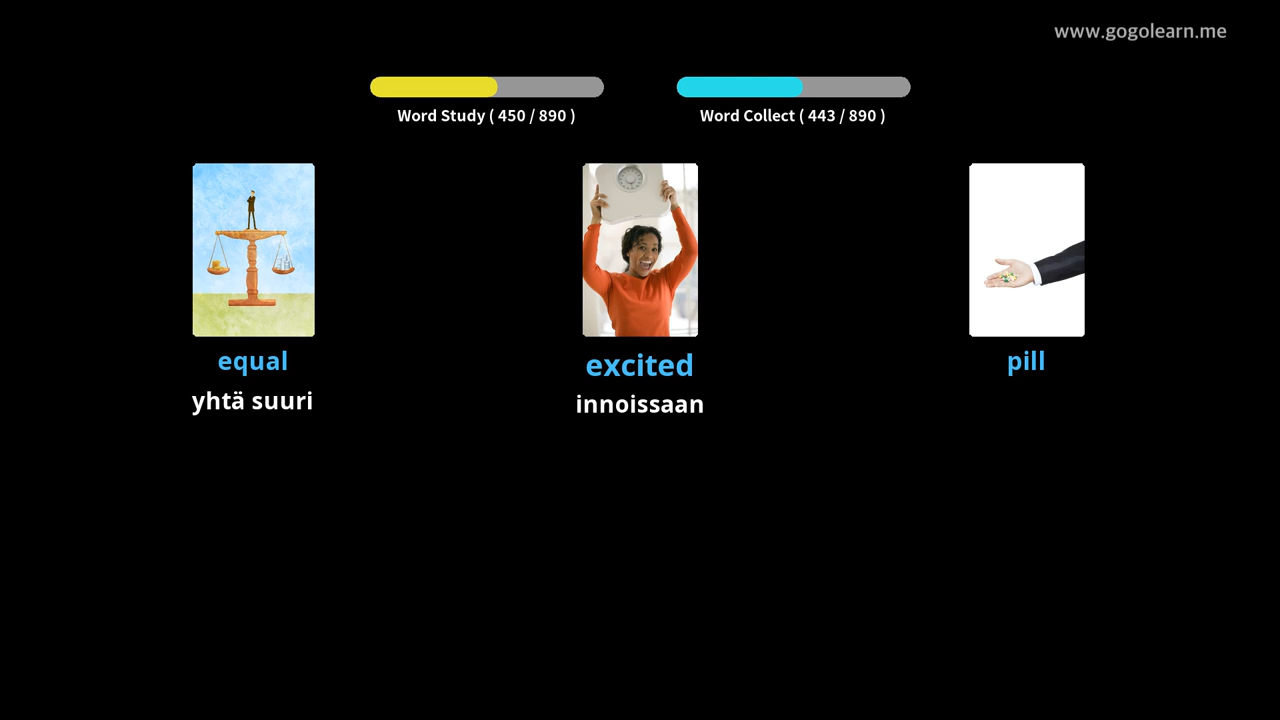 www.gogolearn.me
Word Study ( 450 / 890 )
Word Collect ( 443 / 890 )
equal
yhtä suuri
excited
innoissaan
pill